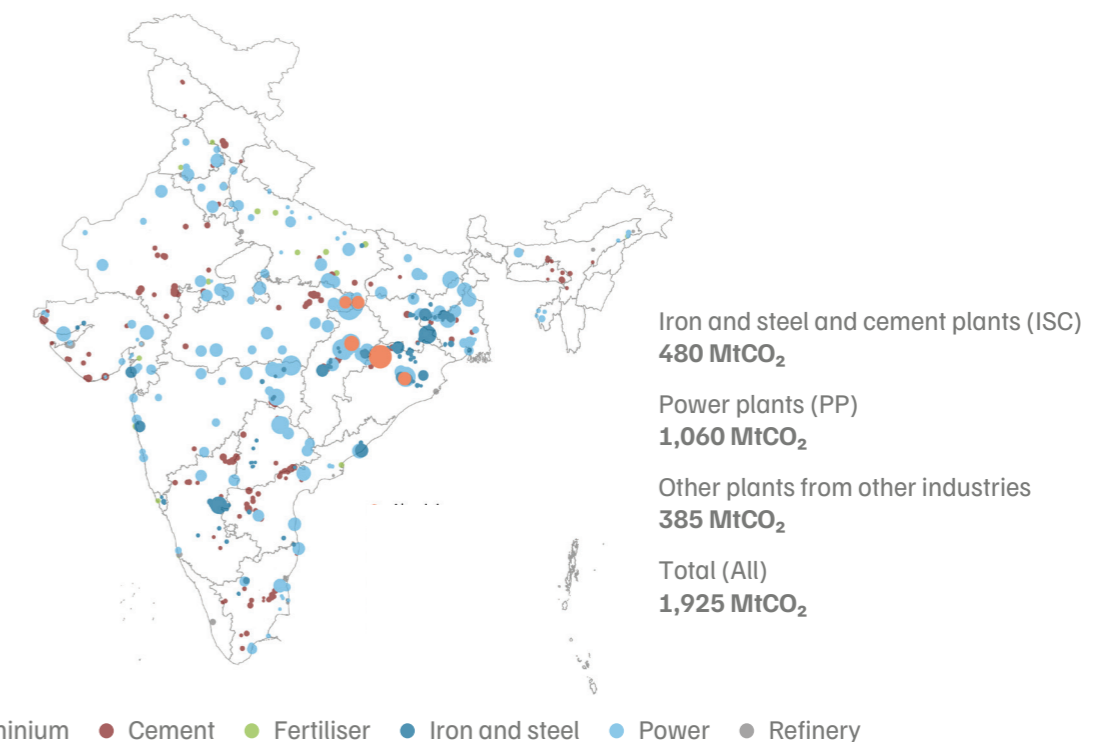 Iron and steel and cement plants (ISC)
480 MtCO₂
Power plants (PP)
1,060 MtCO₂
Other plants from other industries
385 MtCO₂
Total (All)
1,925 MtCO₂
Cement Fertiliser Iron and steel Power Refinery